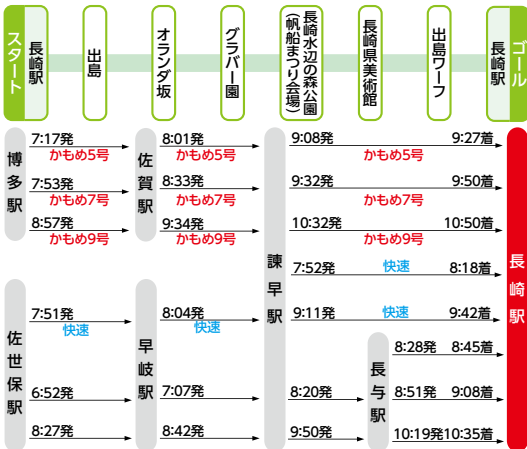 スタート
長崎駅
出島
オランダ坂
グラバー園
長崎水辺の森公園
(帆船まつり会場)
長崎県美術館
出島ワーフ
長崎駅
ゴール
博多駅
7:17発
かもめ5号
7:53発
かもめ7号
8:57発
かもめ9号
佐賀駅
8:01発
かもめ5号
8:33発
かもめ7号
9:34発
かもめ9号
諫早駅
9:08発 9:27着
かもめ5号
9:32発 9:50着
かもめ7号
10:32発 10:50着
かもめ9号
7:52発 快速 8:18着
9:11発 快速 9:42着
長崎駅
佐世保駅
7:51発
快速
6:52発
8:27発
早岐駅
8:04発
快速
7:07発
8:42発
8:20発
9:50発
長与駅
8:28発 8:45着
8:51発 9:08着
10:19発10:35着